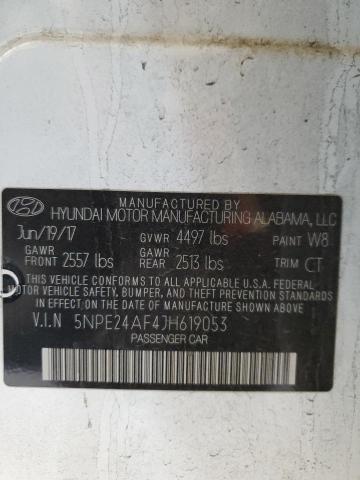 MANUFACTURED BY
HYUNDAI MOTOR MANUFACTURING ALABAMA, LLC
Jun/19/17 GVWR 4497 lbs PAINT W8
GAWR FRONT 2557 lbs GAWR REAR 2513 lbs TRIM CT
THIS VEHICLE CONFORMS TO ALL APPLICABLE U.S.A. FEDERAL
MOTOR VEHICLE SAFETY, BUMPER, AND THEFT PREVENTION
STANDARDS IN EFFECT ON THE DATE OF MANUFACTURE SHOWN ABOVE.
V.I.N 5NPE24AF4JH619053
PASSENGER CAR